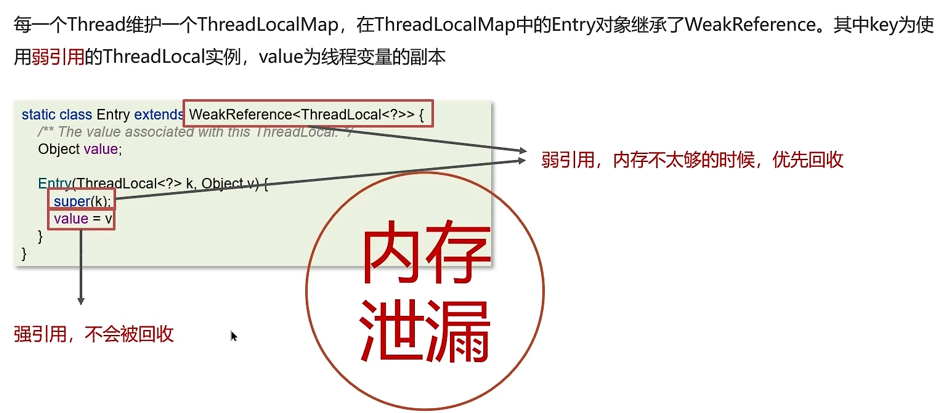 每一个Thread维护一个ThreadLocalMap，在ThreadLocalMap中的Entry对象继承了WeakReference。其中key为使
用弱引用的ThreadLocal实例，value为线程变量的副本
static class Entry extends WeakReference<ThreadLocal<?>> {
/** The value associated with this ThreadLocal. */
Object value;
Entry(ThreadLocal<?> k, Object v) {
super(k);
value = v
}
}
弱引用，内存不太够的时候，优先回收
内存
泄漏
强引用，不会被回收